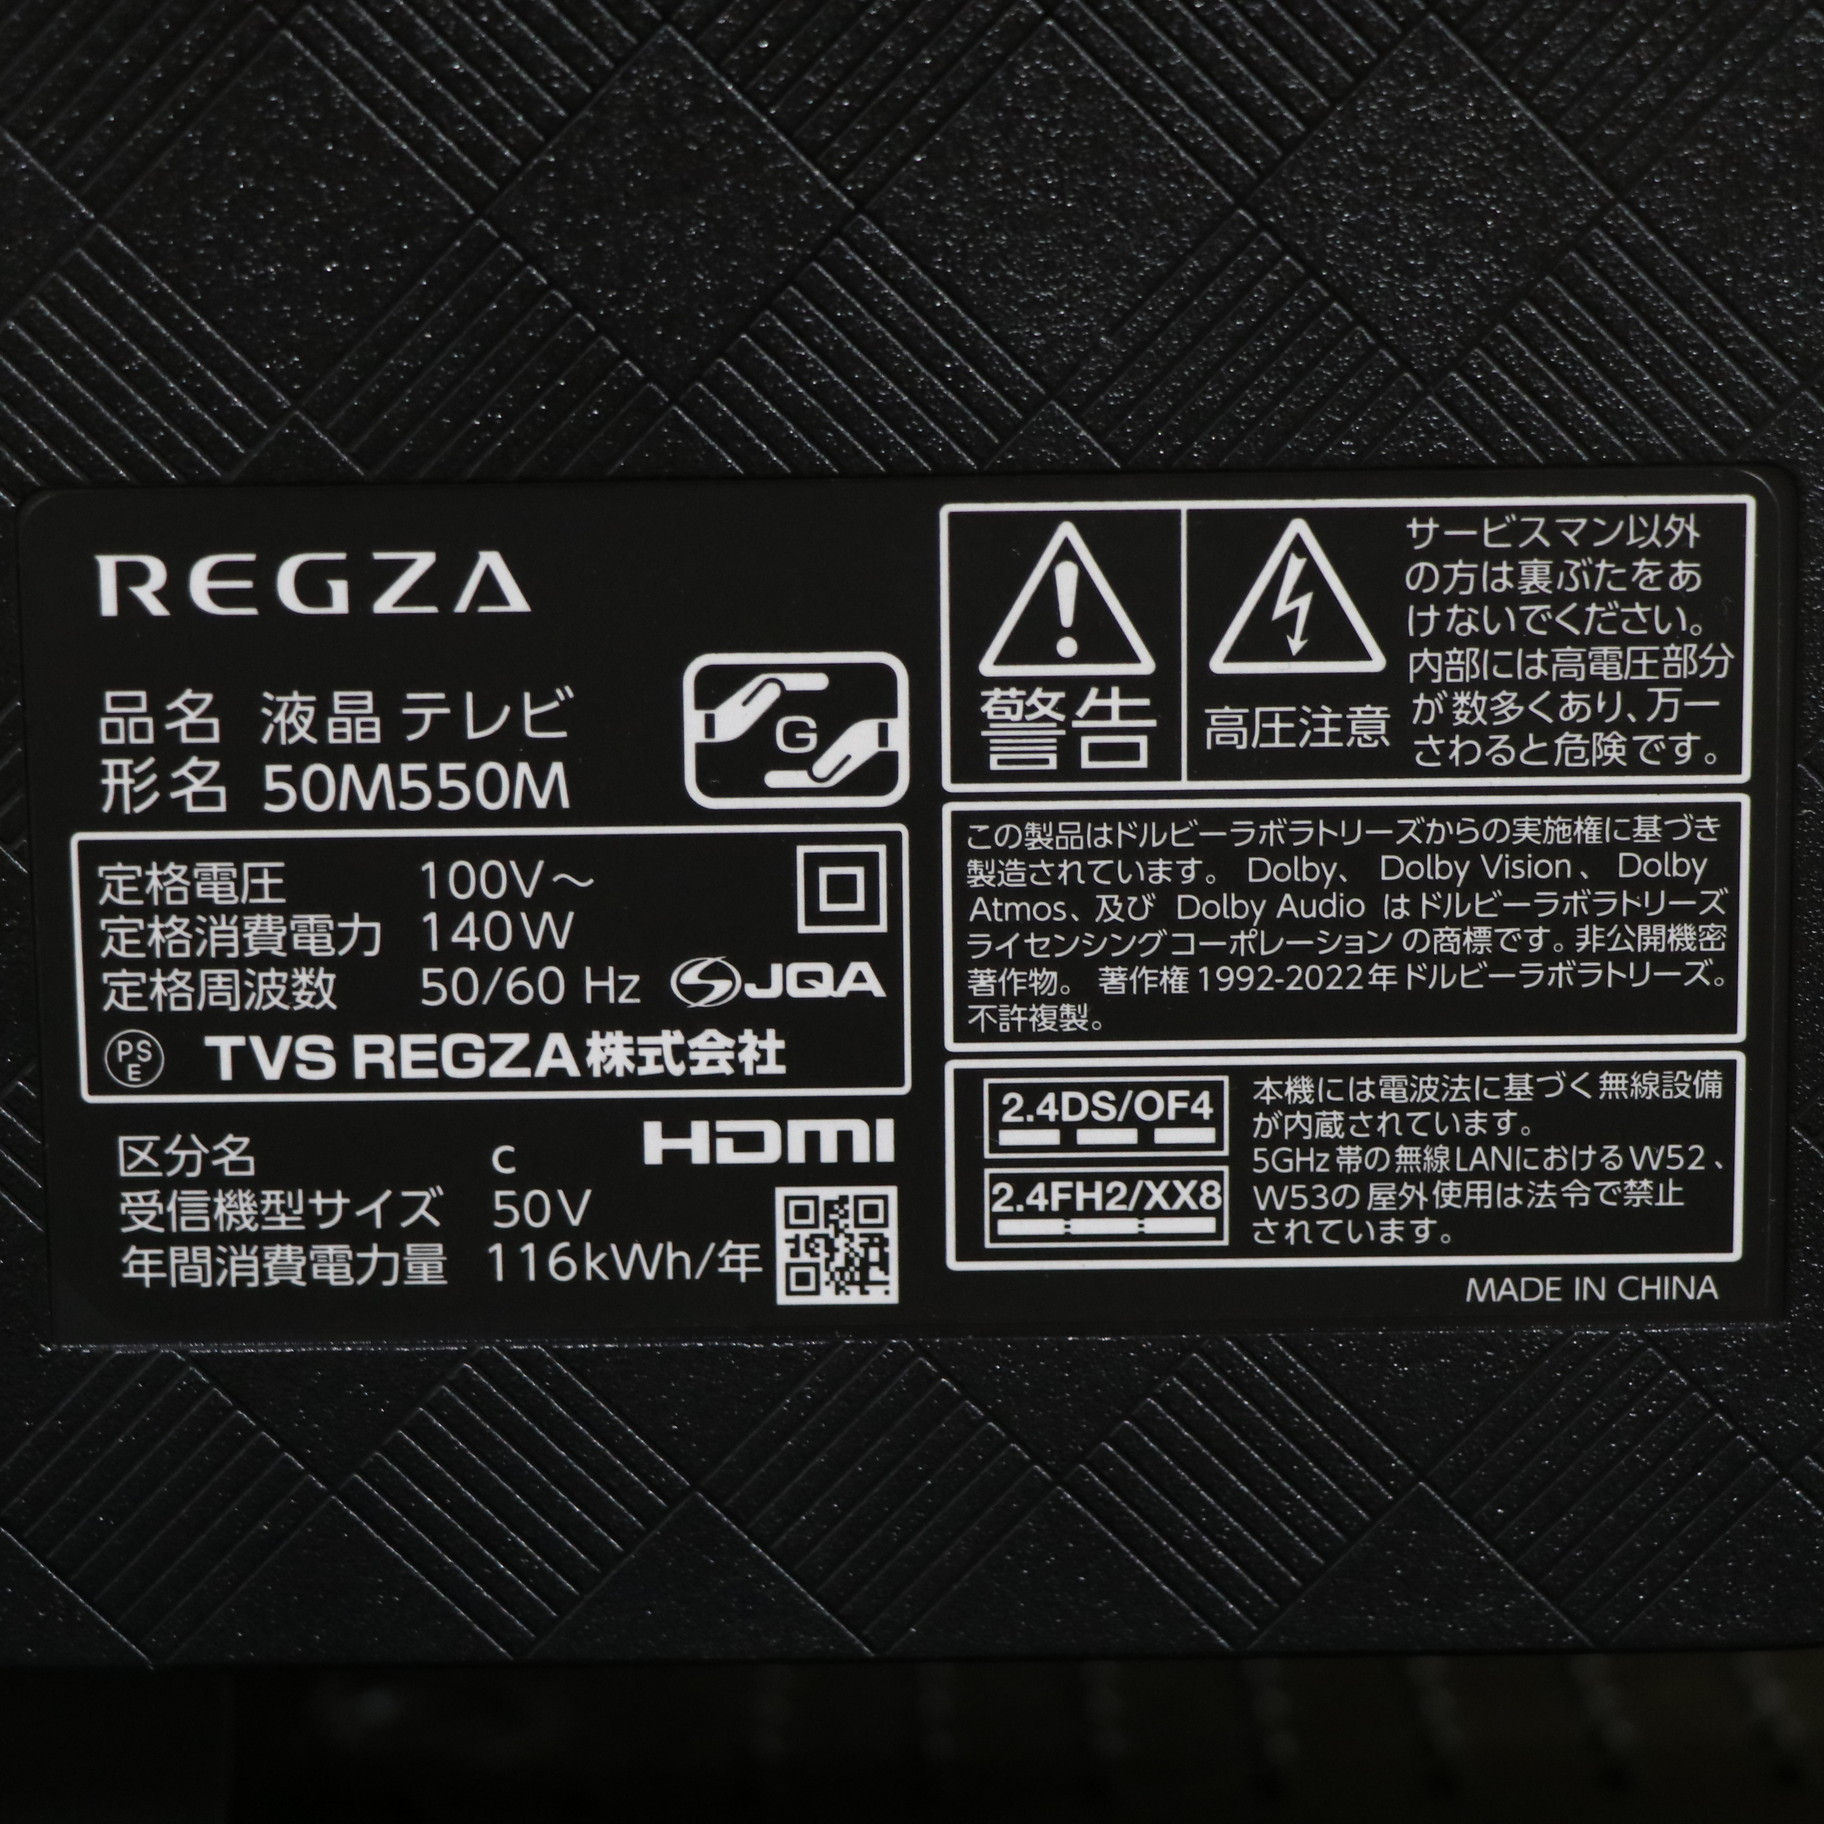 REGZA
品名 液晶テレビ
形名 50M550M
G
定格電圧 100V～
定格消費電力 140W
定格周波数 50/60 Hz
JQA
PSE TVS REGZA株式会社
区分名 c
HDMI
受信機型サイズ 50V
年間消費電力量 116kWh/年
警告
高圧注意
サービスマン以外
の方は裏ぶたをあ
けないでください。
内部には高電圧部分
が数多くあり、万一
さわると危険です。
この製品はドルビーラボラトリーズからの実施権に基づき
製造されています。 Dolby、 Dolby Vision、 Dolby
Atmos、及び Dolby Audio はドルビーラボラトリーズ
ライセンシングコーポレーションの商標です。非公開機密
著作物。 著作権 1992-2022年ドルビーラボラトリーズ。
不許複製。
2.4DS/OF4
2.4FH2/XX8
本機には電波法に基づく無線設備
が内蔵されています。
5GHz帯の無線LANにおけるW52、
W53の屋外使用は法令で禁止
されています。
MADE IN CHINA